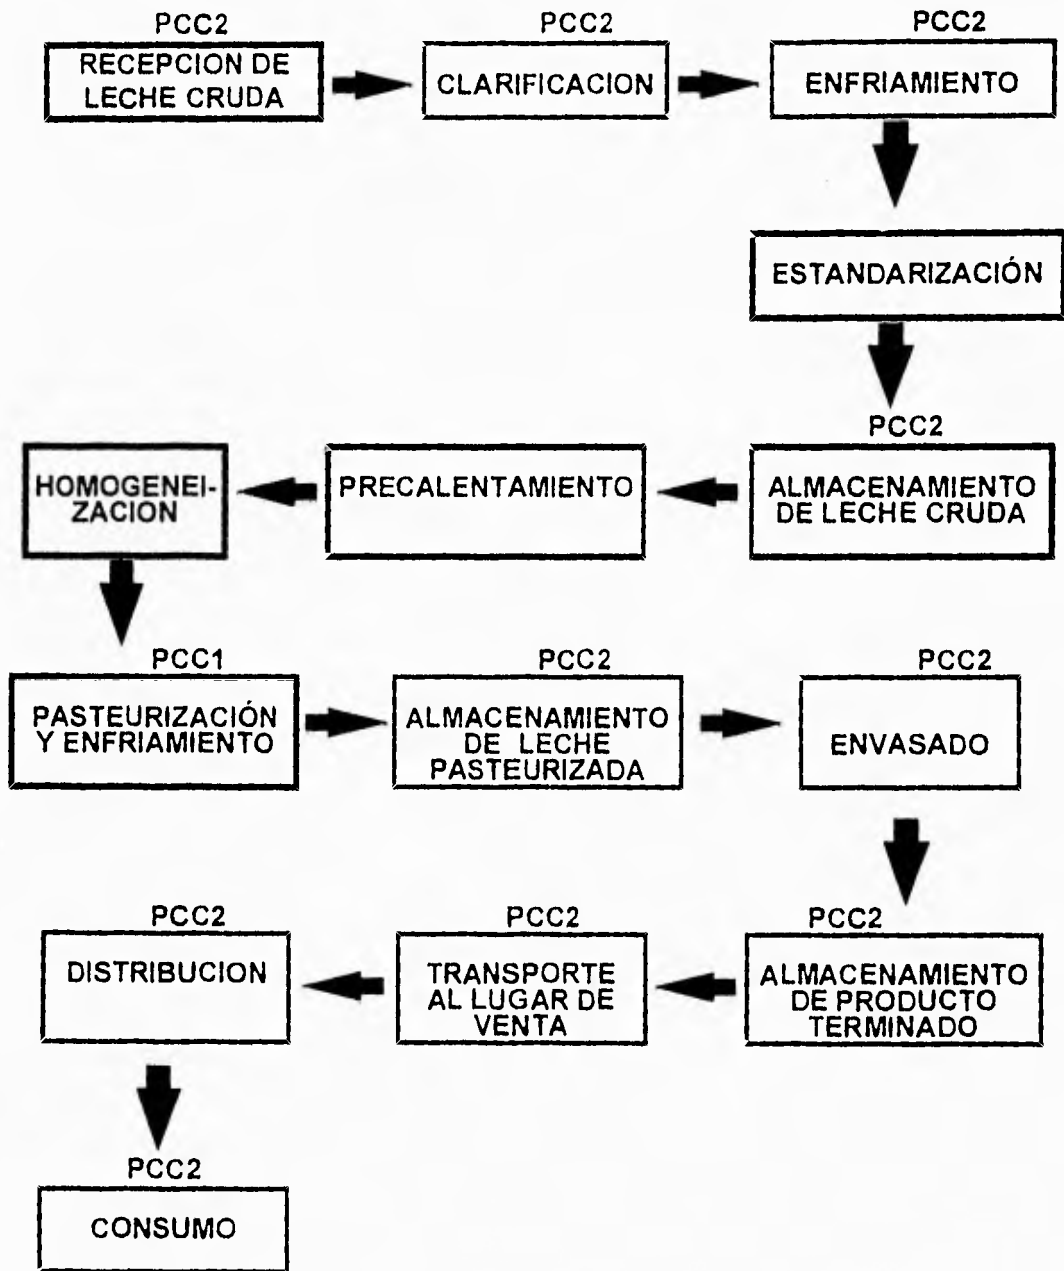 PCC2
RECEPCION DE
LECHE CRUDA
PCC2
CLARIFICACION
PCC2
ENFRIAMIENTO
ESTANDARIZACIÓN
PCC2
ALMACENAMIENTO
DE LECHE CRUDA
PRECALENTAMIENTO
HOMOGENEI-
ZACION
PCC1
PASTEURIZACIÓN
Y ENFRIAMIENTO
PCC2
ALMACENAMIENTO
DE LECHE
PASTEURIZADA
PCC2
ENVASADO
PCC2
ALMACENAMIENTO
DE PRODUCTO
TERMINADO
PCC2
TRANSPORTE
AL LUGAR DE
VENTA
PCC2
DISTRIBUCION
PCC2
CONSUMO